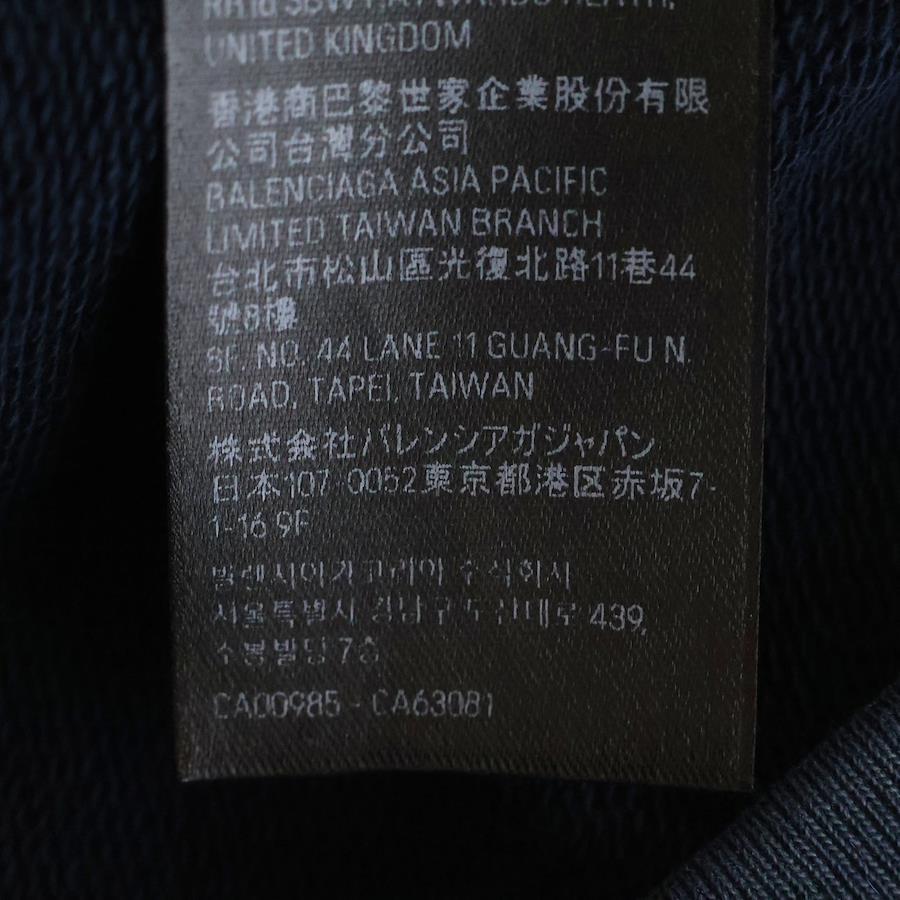 RH16 3BW HAYWARDS HEATH,
UNITED KINGDOM
香港商巴黎世家企業股份有限
公司台灣分公司
BALENCIAGA ASIA PACIFIC
LIMITED TAIWAN BRANCH
台北市松山區光復北路11巷44
號8樓
8F. NO. 44 LANE 11 GUANG-FU N.
ROAD, TAPEI, TAIWAN
株式会社バレンシアガジャパン
日本107 0052東京都港区赤坂7-
1-16 9F
발렌시아가코리아 주식회사
서울특별시 강남구 도산대로 439,
7층
CA00985 - CA63081